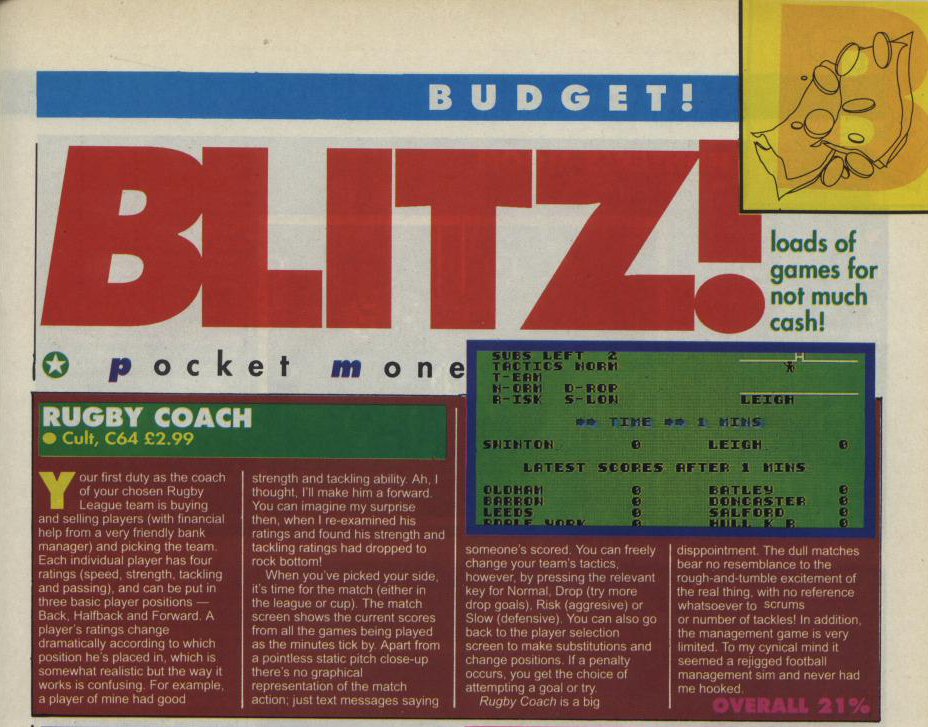 BUDGET!
BLITZ!
loads of
games for
not much
cash!
pocket mone
SUBS LEFT 2
TACTICS NORM
T-EAM
N-ORM D-ROP
R-ISK S-LOW LEIGH
TIME 1 MINS
SWINTON 0 LEIGH 0
LATEST SCORES AFTER 1 MINS
OLDHAM 0 BATLEY 0
BARROW 0 DONCASTER 0
LEEDS 0 SALFORD 0
YORK 0 HULL K R 0
RUGBY COACH
Cult, C64 £2.99
Your first duty as the coach
of your chosen Rugby
League team is buying
and selling players (with financial
help from a very friendly bank
manager) and picking the team.
Each individual player has four
ratings (speed, strength, tackling
and passing), and can be put in
three basic player positions —
Back, Halfback and Forward. A
player's ratings change
dramatically according to which
position he's placed in, which is
somewhat realistic but the way it
works is confusing. For example,
a player of mine had good
strength and tackling ability. Ah, I
thought, I'll make him a forward.
You can imagine my surprise
then, when I re-examined his
ratings and found his strength and
tackling ratings had dropped to
rock bottom!
When you've picked your side,
it's time for the match (either in
the league or cup). The match
screen shows the current scores
from all the games being played
as the minutes tick by. Apart from
a pointless static pitch close-up
there's no graphical
representation of the match
action; just text messages saying
someone's scored. You can freely
change your team's tactics,
however, by pressing the relevant
key for Normal, Drop (try more
drop goals), Risk (aggresive) or
Slow (defensive). You can also go
back to the player selection
screen to make substitutions and
change positions. If a penalty
occurs, you get the choice of
attempting a goal or try.
Rugby Coach is a big
disppointment. The dull matches
bear no resemblance to the
rough-and-tumble excitement of
the real thing, with no reference
whatsoever to scrums
or number of tackles! In addition,
the management game is very
limited. To my cynical mind it
seemed a rejigged football
management sim and never had
me hooked.
OVERALL 21%